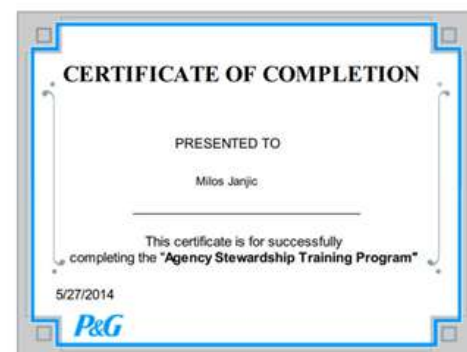 CERTIFICATE OF COMPLETION
PRESENTED TO
Milos Janjic
This certificate is for successfully
completing the "Agency Stewardship Training Program"
5/27/2014
P&G